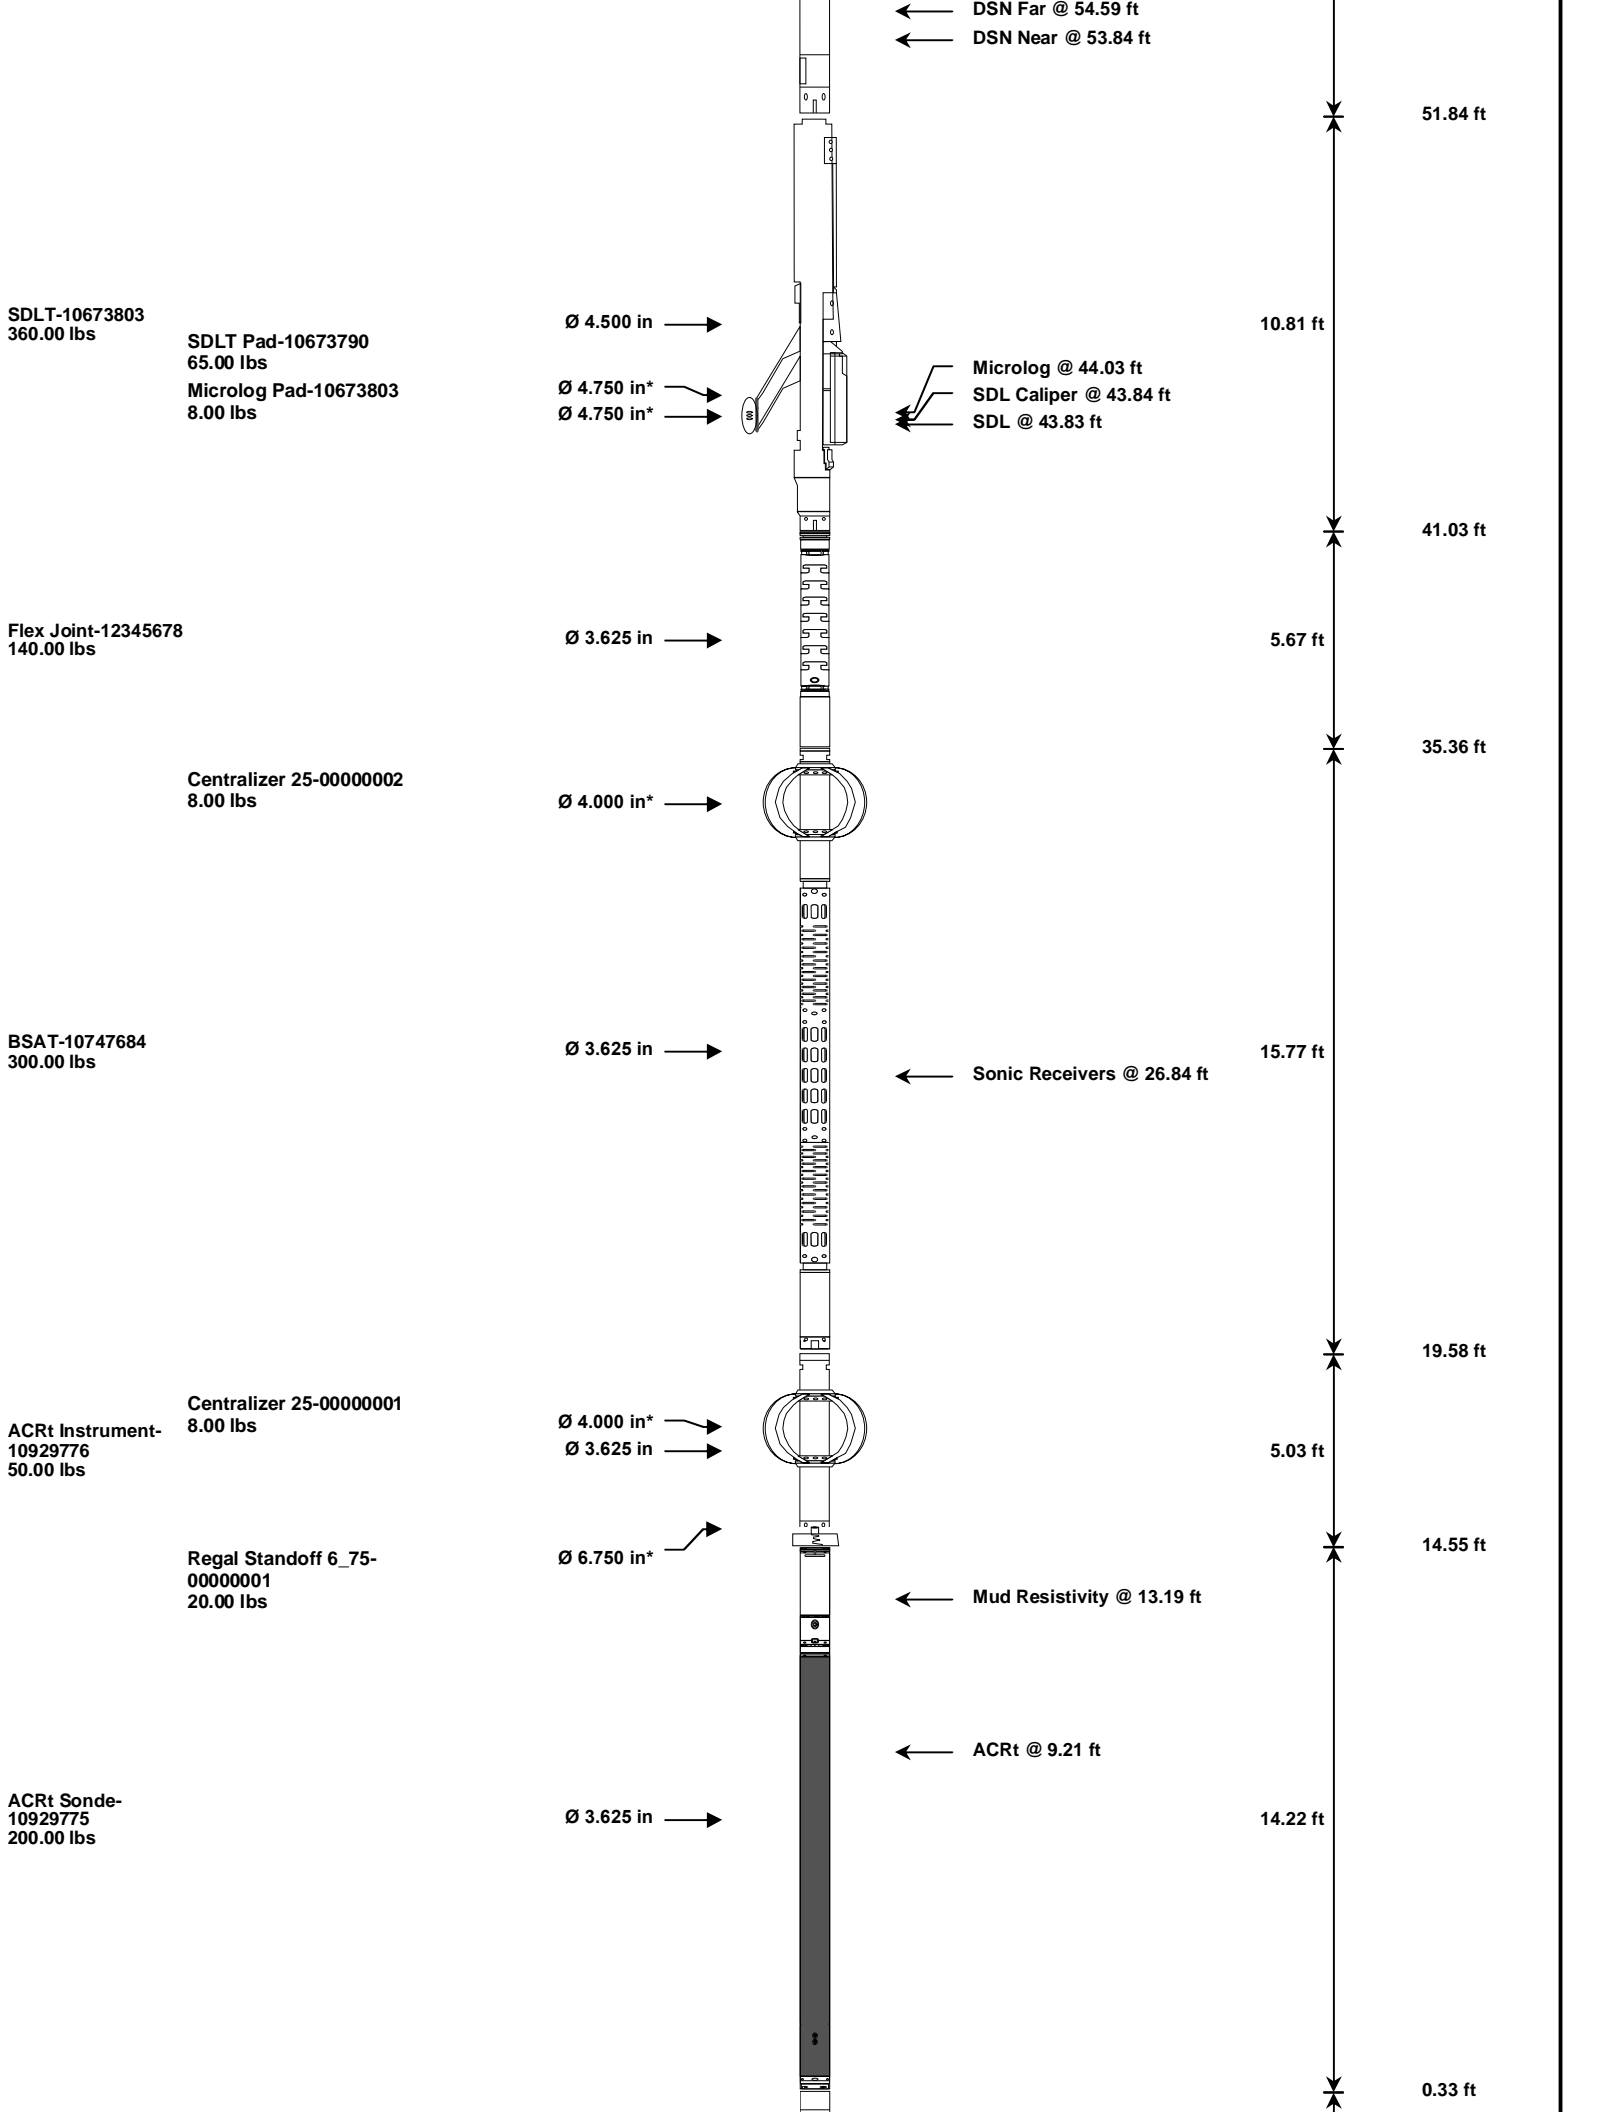 DSN Far @ 54.59 ft
DSN Near @ 53.84 ft
51.84 ft
SDLT-10673803
360.00 lbs
SDLT Pad-10673790
65.00 lbs
Microlog Pad-10673803
8.00 lbs
Ø 4.500 in
Ø 4.750 in*
Ø 4.750 in*
Microlog @ 44.03 ft
SDL Caliper @ 43.84 ft
SDL @ 43.83 ft
10.81 ft
41.03 ft
Flex Joint-12345678
140.00 lbs
Ø 3.625 in
5.67 ft
35.36 ft
Centralizer 25-00000002
8.00 lbs
Ø 4.000 in*
BSAT-10747684
300.00 lbs
Ø 3.625 in
Sonic Receivers @ 26.84 ft
15.77 ft
19.58 ft
Centralizer 25-00000001
8.00 lbs
ACRt Instrument-
10929776
50.00 lbs
Ø 4.000 in*
Ø 3.625 in
5.03 ft
14.55 ft
Regal Standoff 6_75-
00000001
20.00 lbs
Ø 6.750 in*
Mud Resistivity @ 13.19 ft
ACRt @ 9.21 ft
ACRt Sonde-
10929775
200.00 lbs
Ø 3.625 in
14.22 ft
0.33 ft